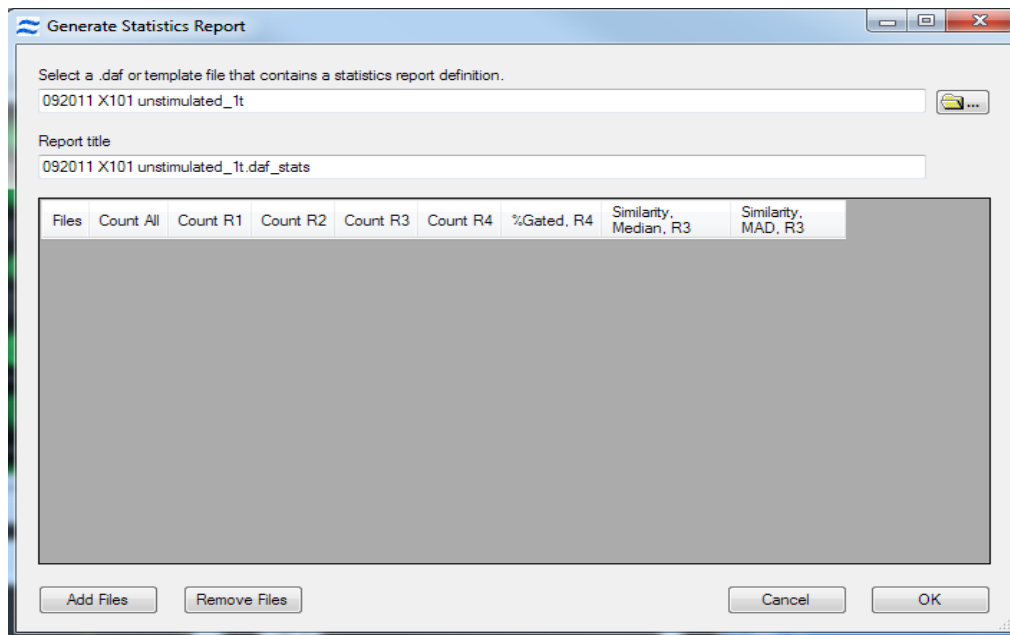 Generate Statistics Report
Select a .daf or template file that contains a statistics report definition.
092011 X101 unstimulated_1t
...
Report title
092011 X101 unstimulated_1t.daf_stats
Files Count All Count R1 Count R2 Count R3 Count R4 %Gated, R4 Similarity, Median, R3 Similarity, MAD, R3
Add Files Remove Files Cancel OK